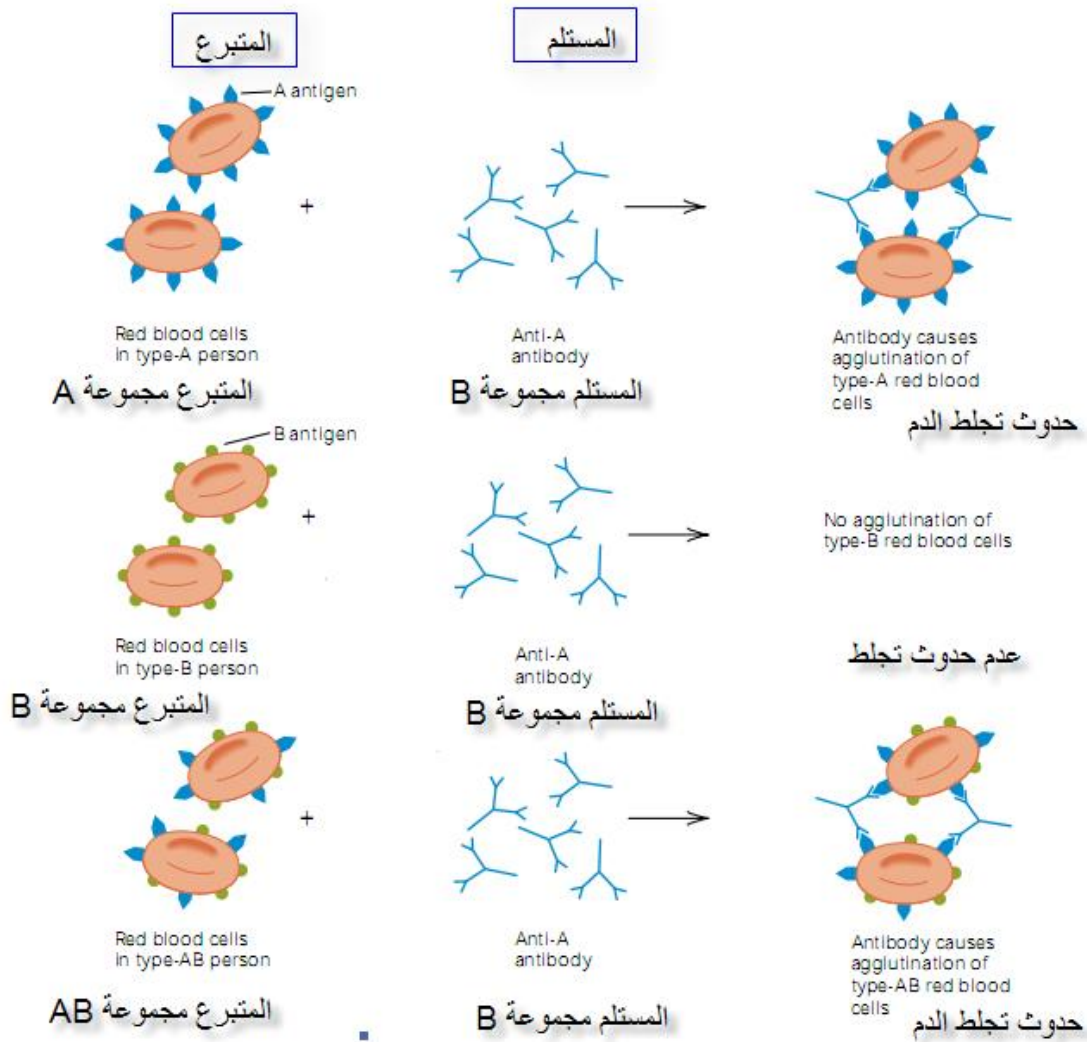 المتبرع
المستلم
A antigen
+
Red blood cells
in type-A person
Anti-A
antibody
Antibody causes
agglutination of
type-A red blood
cells
المتبرع مجموعة A
المستلم مجموعة B
حدوث تجلط الدم
B antigen
+
No agglutination of
type-B red blood cells
Red blood cells
in type-B person
Anti-A
antibody
عدم حدوث تجلط
المتبرع مجموعة B
المستلم مجموعة B
+
Red blood cells
in type-AB person
Anti-A
antibody
Antibody causes
agglutination of
type-AB red blood
cells
المتبرع مجموعة AB
المستلم مجموعة B
حدوث تجلط الدم